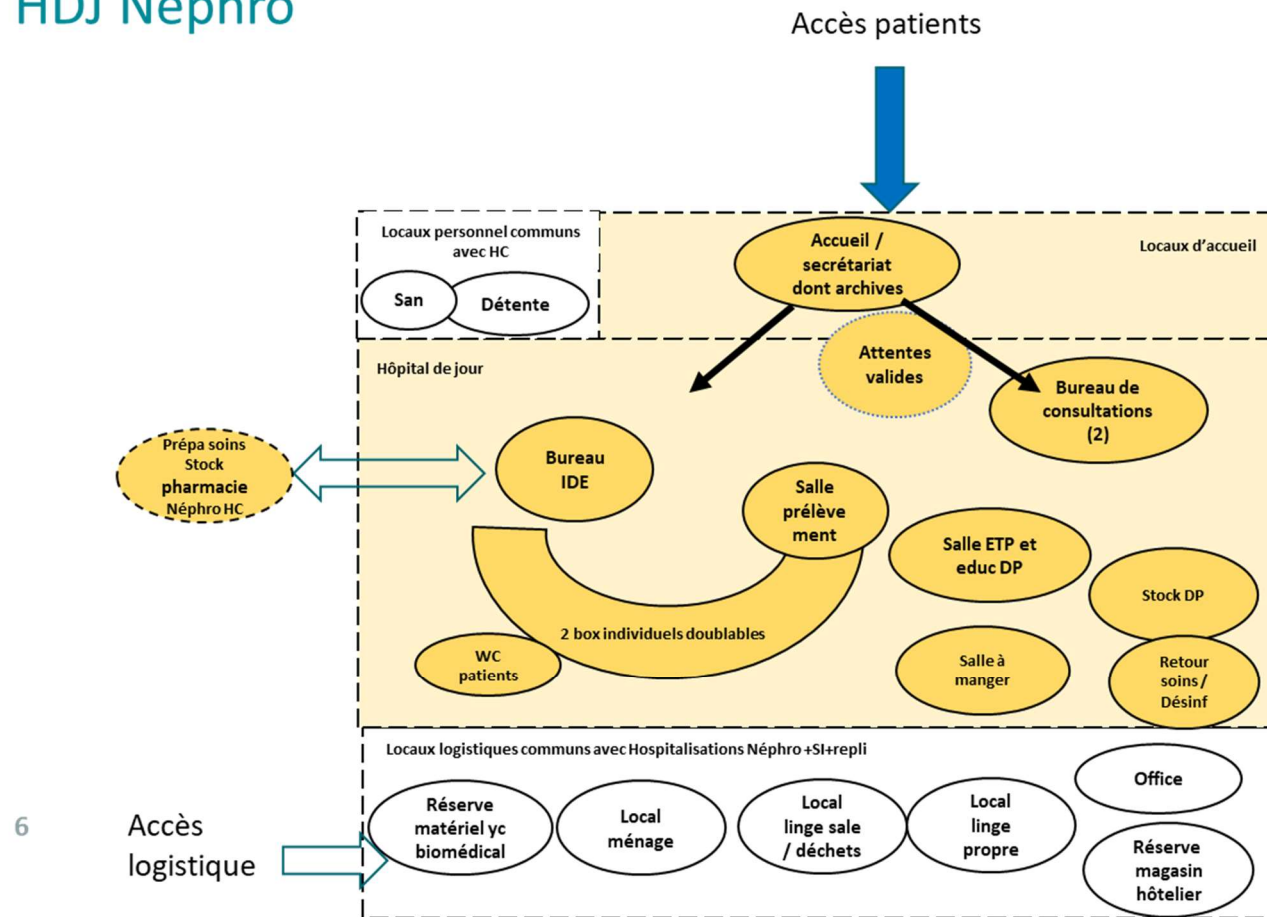 HDJ Néphro
Accès patients
Locaux personnel communs
avec HC
San
Détente
Accueil /
secrétariat
dont archives
Locaux d'accueil
Hôpital de jour
Attentes
valides
Bureau de
consultations
(2)
Prépa soins
Stock
pharmacie
Néphro HC
Bureau
IDE
Salle
prélève
ment
Salle ETP et
educ DP
Stock DP
2 box individuels doublables
WC
patients
Salle à
manger
Retour
soins /
Désinf
Locaux logistiques communs avec Hospitalisations Néphro +SI+repli
Réserve
matériel yc
biomédical
Local
ménage
Local
linge sale
/ déchets
Local
linge
propre
Office
Réserve
magasin
hôtelier
6
Accès
logistique